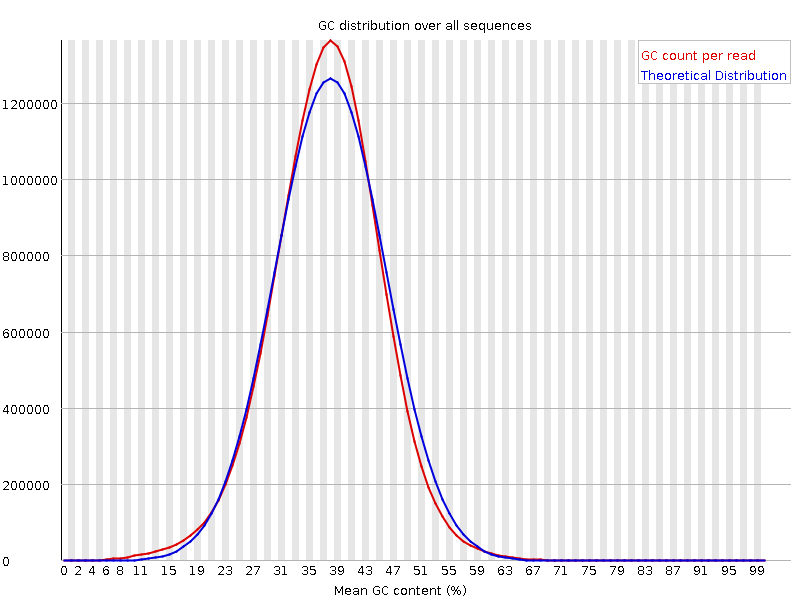 GC distribution over all sequences
GC count per read
Theoretical Distribution
1200000
1000000
800000
600000
400000
200000
0
0 2 4 6 8 11 15 19 23 27 31 35 39 43 47 51 55 59 63 67 71 75 79 83 87 91 95 99
Mean GC content (%)